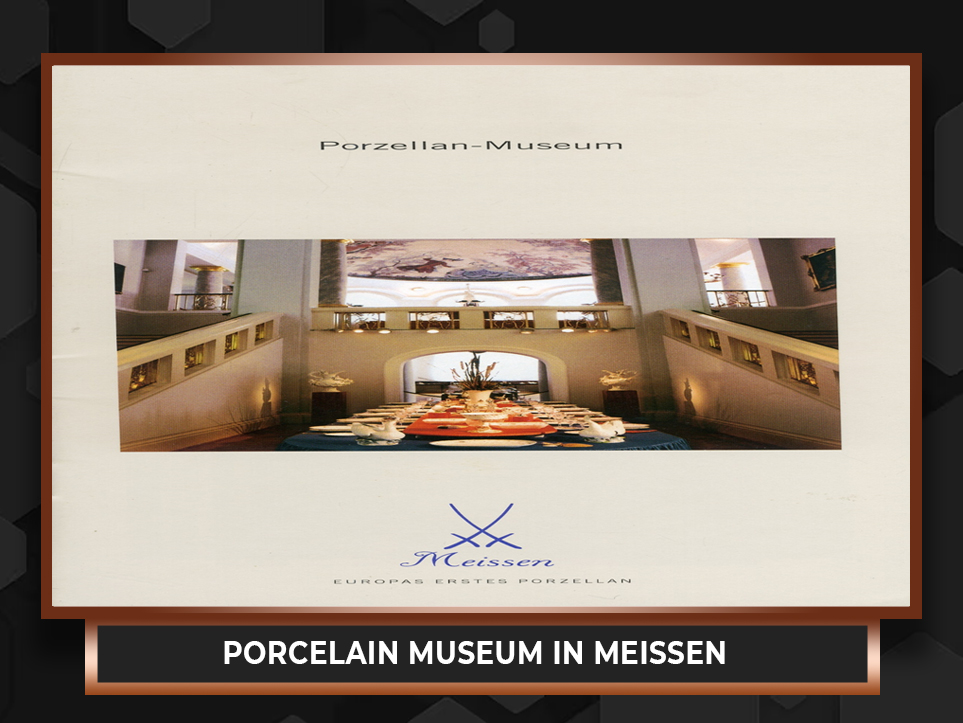 Porzellan-Museum
Meissen
EUROPAS ERSTES PORZELLAN
PORCELAIN MUSEUM IN MEISSEN